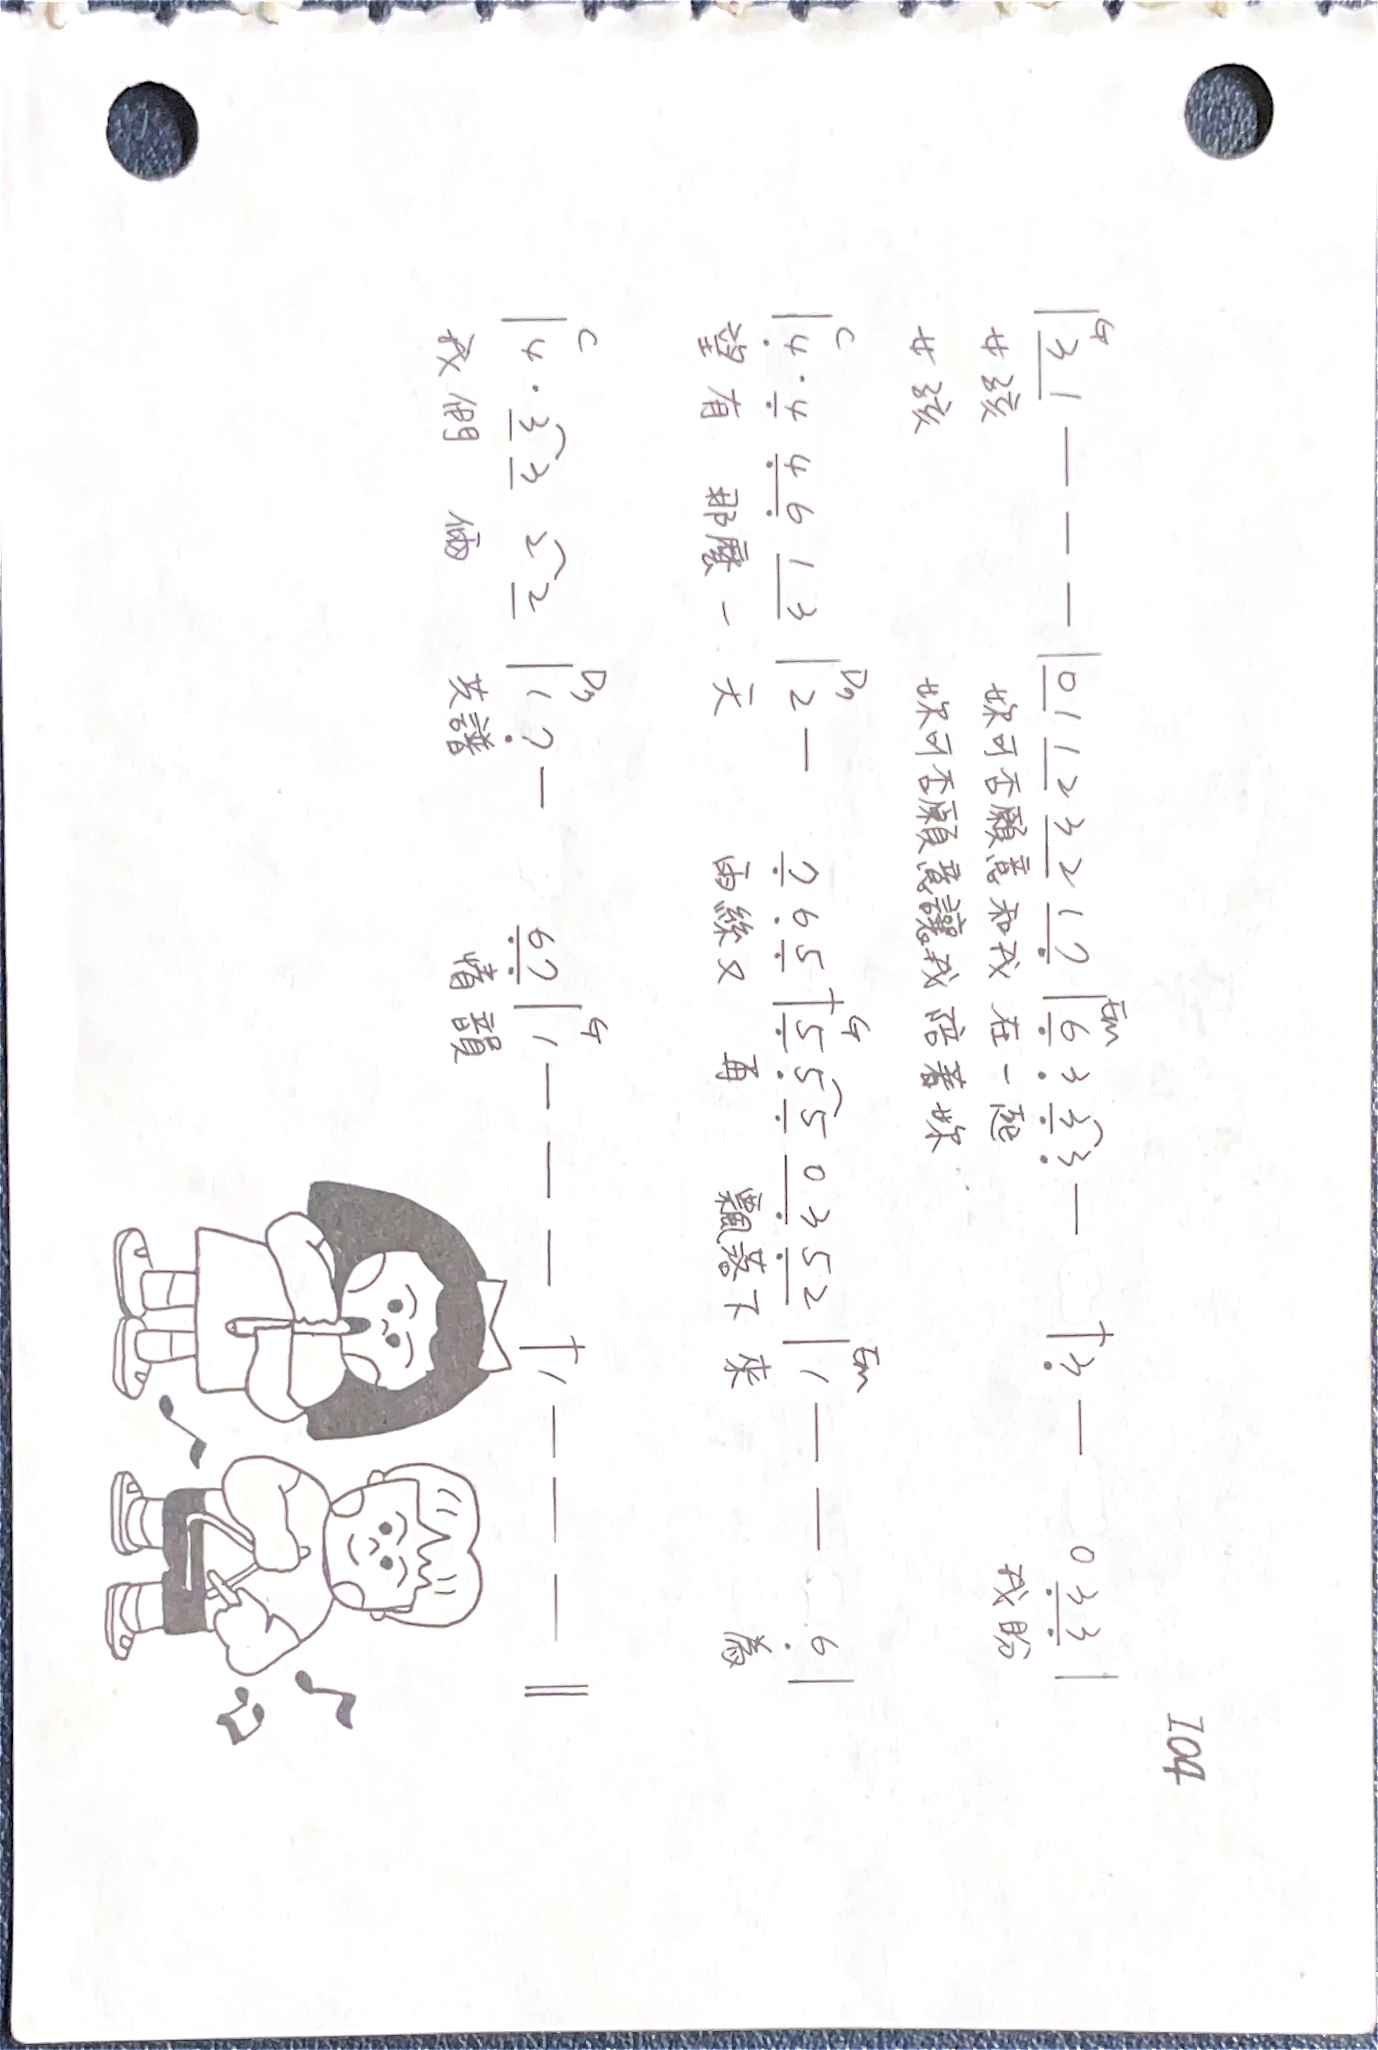 104
G Em
| 3 1 — — — | 0 1 1 2 3 2 1 7 | 6 3 3 3 — | 3 — 0 3 3 |
女孩 妳可否願意和我 在一起 我盼
女孩 妳可否願意讓我陪著妳
C D7 G Em
| 4 · 4 4 6 1 3 | 2 — 7 6 5 | 5 5 5 0 3 5 2 | 1 — — 6 |
望有 那麼一 天 雨絲又 再 飄落下 來 為
C D7 G
| 4 · 3 3 2 2 | 1 7 — 6 7 | 1 — — — | 1 — — — ||
我們 倆 共譜 情韻